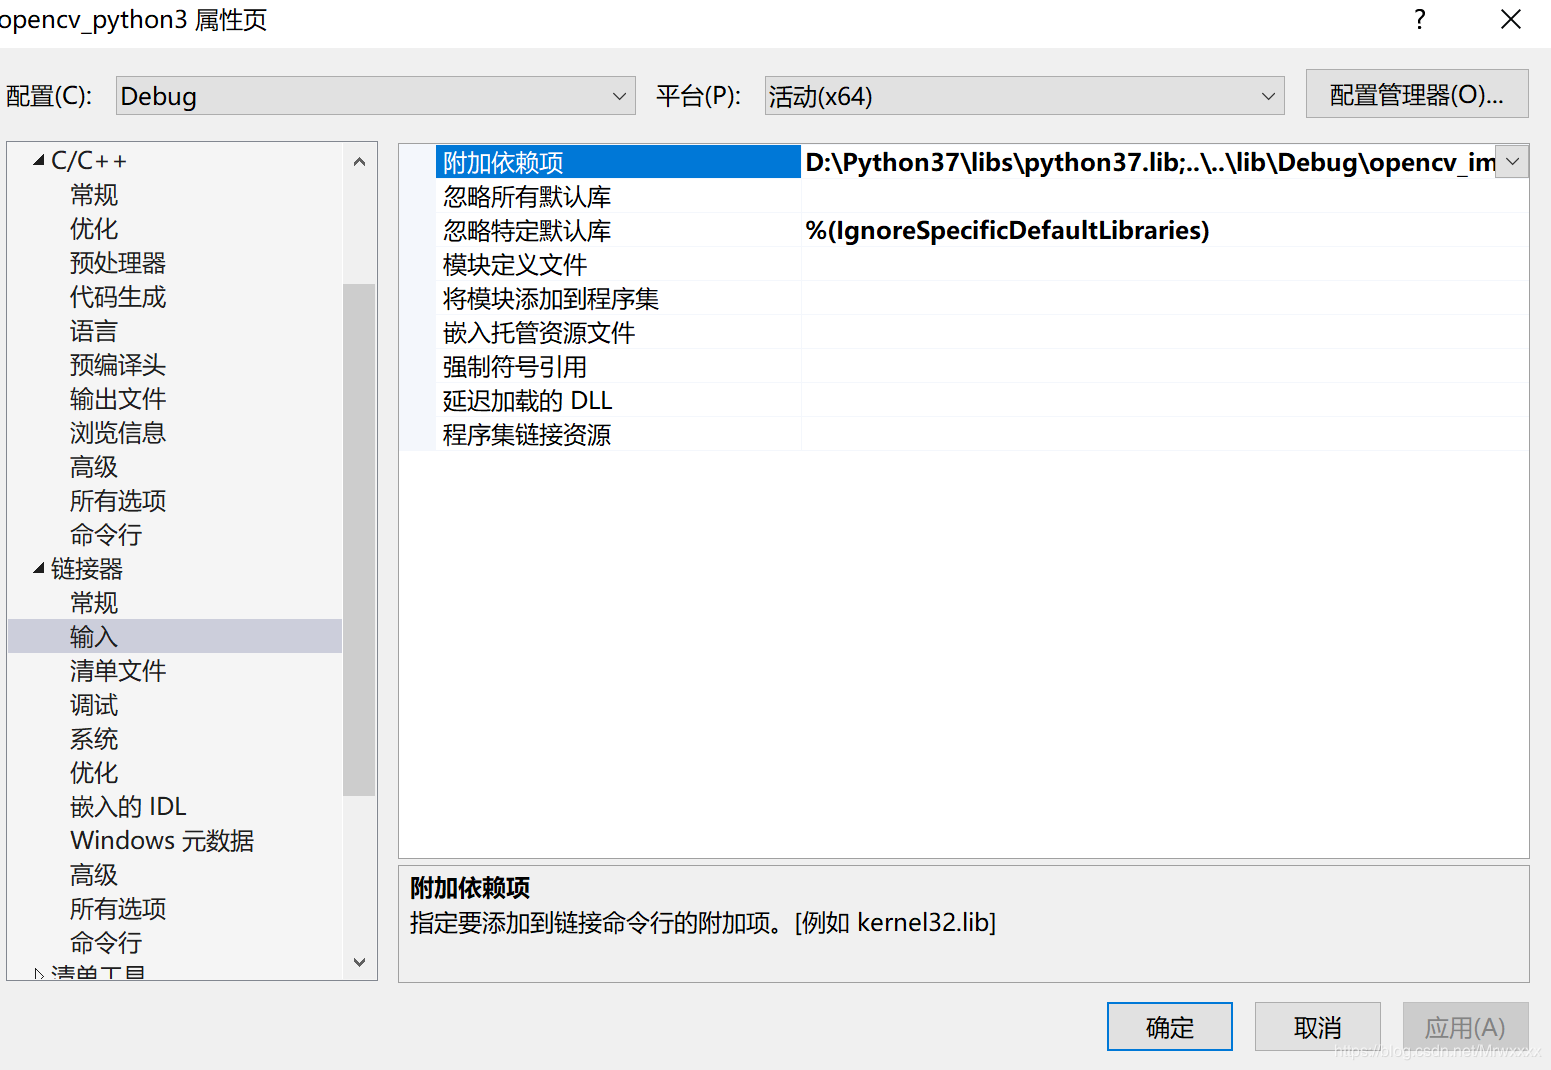 opencv_python3 属性页
配置(C): Debug 平台(P): 活动(x64) 配置管理器(O)...
C/C++
常规
优化
预处理器
代码生成
语言
预编译头
输出文件
浏览信息
高级
所有选项
命令行
链接器
常规
输入
清单文件
调试
系统
优化
嵌入的 IDL
Windows 元数据
高级
所有选项
命令行
清单工具
附加依赖项 D:\Python37\libs\python37.lib;..\..\lib\Debug\opencv_im
忽略所有默认库
忽略特定默认库 %(IgnoreSpecificDefaultLibraries)
模块定义文件
将模块添加到程序集
嵌入托管资源文件
强制符号引用
延迟加载的 DLL
程序集链接资源
附加依赖项
指定要添加到链接命令行的附加项。[例如 kernel32.lib]
确定 取消 应用(A)
https://blog.csdn.net/Mrwxxxx